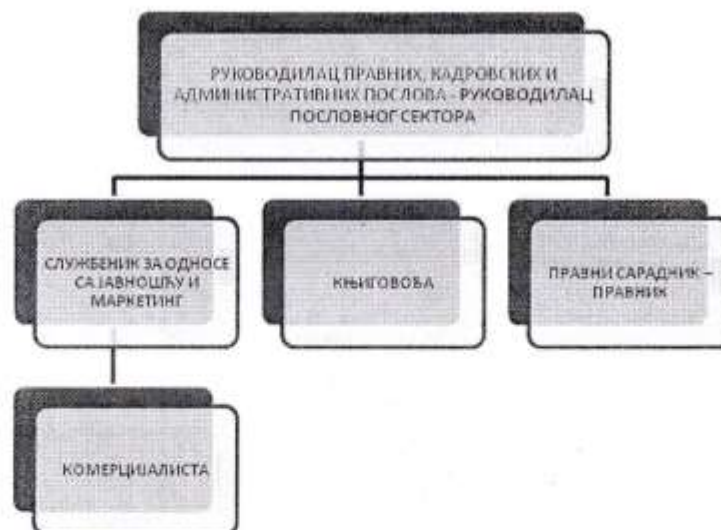 РУКОВОДИЛАЦ ПРАВНИХ, КАДРОВСКИХ И
АДМИНИСТРАТИВНИХ ПОСЛОВА - РУКОВОДИЛАЦ
ПОСЛОВНОГ СЕКТОРА
СЛУЖБЕНИК ЗА ОДНОСЕ
СА ЈАВНОШЋУ И
МАРКЕТИНГ
КЊИГОВОЂА
ПРАВНИ САРАДНИК –
ПРАВНИК
КОМЕРЦИЈАЛИСТА